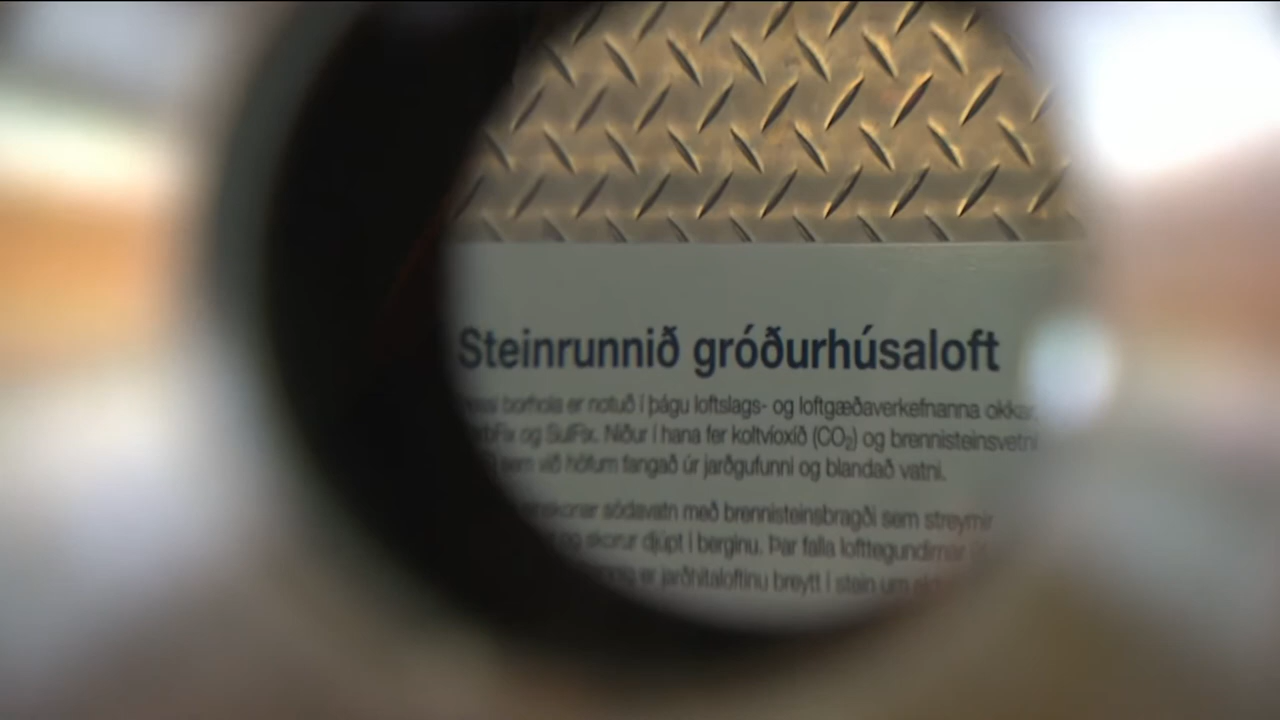 Steinrunnið gróðurhúsaloft
borhola er notuð í þágu loftslags- og loftgæðaverkefnanna okkar,
og SulFix. Niður í hana fer koltvíoxíð (CO₂) og brennisteinsvetni
sem við höfum fangað úr jarðgufunni og blandað vatni.
sódavatn með brennisteinsbragði sem streymir
og skorur djúpt í berginu. Þar falla lofttegundirnar
er jarðhitaloftinu breytt í stein um